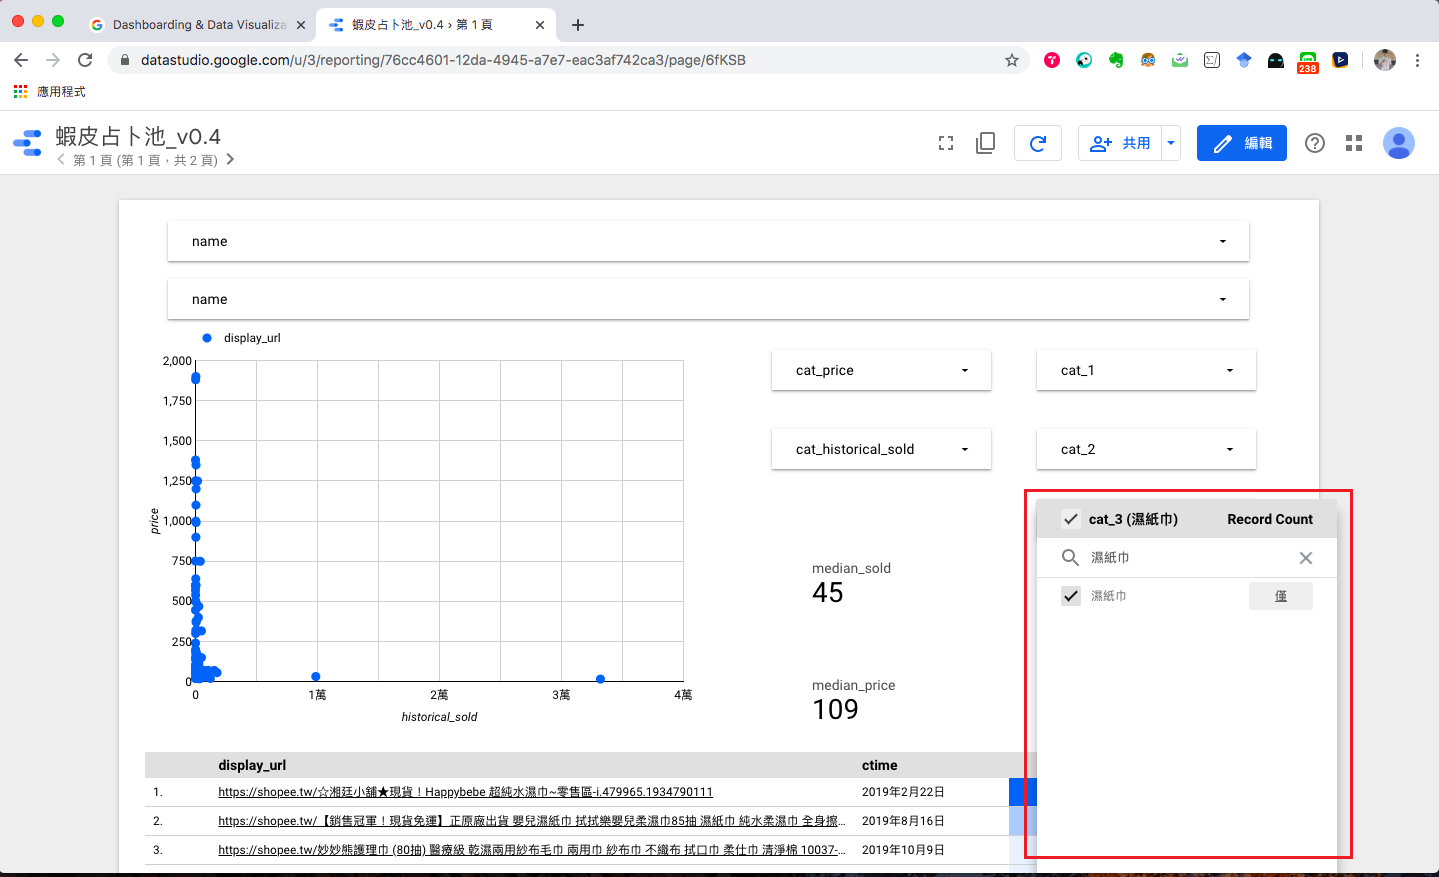 Dashboarding & Data Visualiza
蝦皮占卜池_v0.4 › 第 1 頁
datastudio.google.com/u/3/reporting/76cc4601-12da-4945-a7e7-eac3af742ca3/page/6fKSB
238
應用程式
蝦皮占卜池_v0.4
第 1 頁 (第 1 頁，共 2 頁)
共用
編輯
name
name
display_url
2,000
1,750
1,500
1,250
1,000
750
500
250
0
price
0
1萬
2萬
3萬
4萬
historical_sold
cat_price
cat_1
cat_historical_sold
cat_2
median_sold
45
median_price
109
cat_3 (濕紙巾)
Record Count
濕紙巾
濕紙巾
僅
display_url
ctime
1.
https://shopee.tw/☆湘廷小舖★現貨！Happybebe 超純水濕巾~零售區-i.479965.1934790111
2019年2月22日
2.
https://shopee.tw/【銷售冠軍！現貨免運】正原廠出貨 嬰兒濕紙巾 拭拭樂嬰兒柔濕巾85抽 濕紙巾 純水柔濕巾 全身擦...
2019年8月16日
3.
https://shopee.tw/妙妙熊護理巾 (80抽) 醫療級 乾濕兩用紗布毛巾 兩用巾 紗布巾 不織布 拭口巾 柔仕巾 清淨棉 10037-...
2019年10月9日